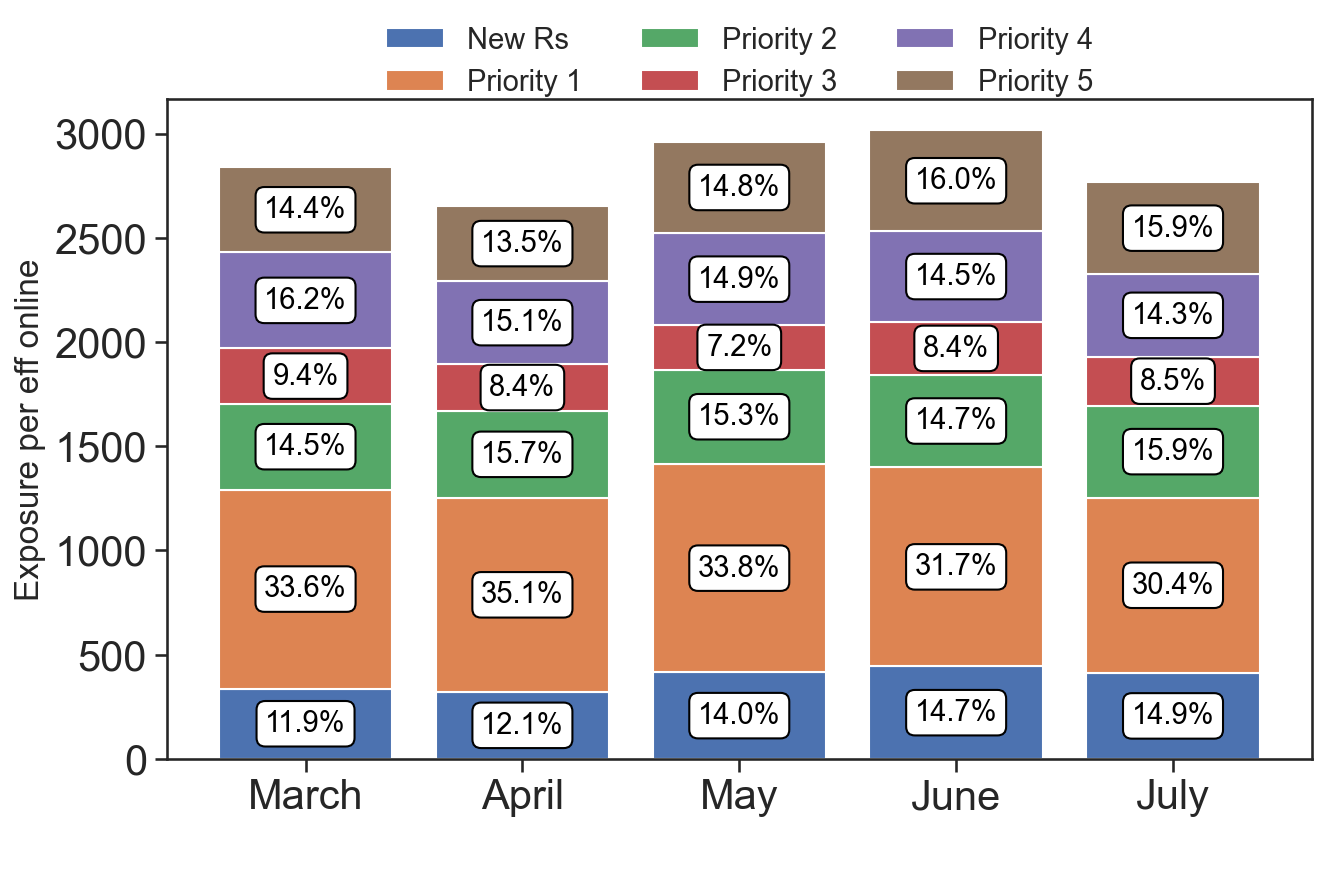 New Rs Priority 2 Priority 4
Priority 1 Priority 3 Priority 5
Exposure per eff online
3000
2500
2000
1500
1000
500
0
14.4% 13.5% 14.8% 16.0% 15.9%
16.2% 15.1% 14.9% 14.5% 14.3%
9.4% 8.4% 7.2% 8.4% 8.5%
14.5% 15.7% 15.3% 14.7% 15.9%
33.6% 35.1% 33.8% 31.7% 30.4%
11.9% 12.1% 14.0% 14.7% 14.9%
March April May June July